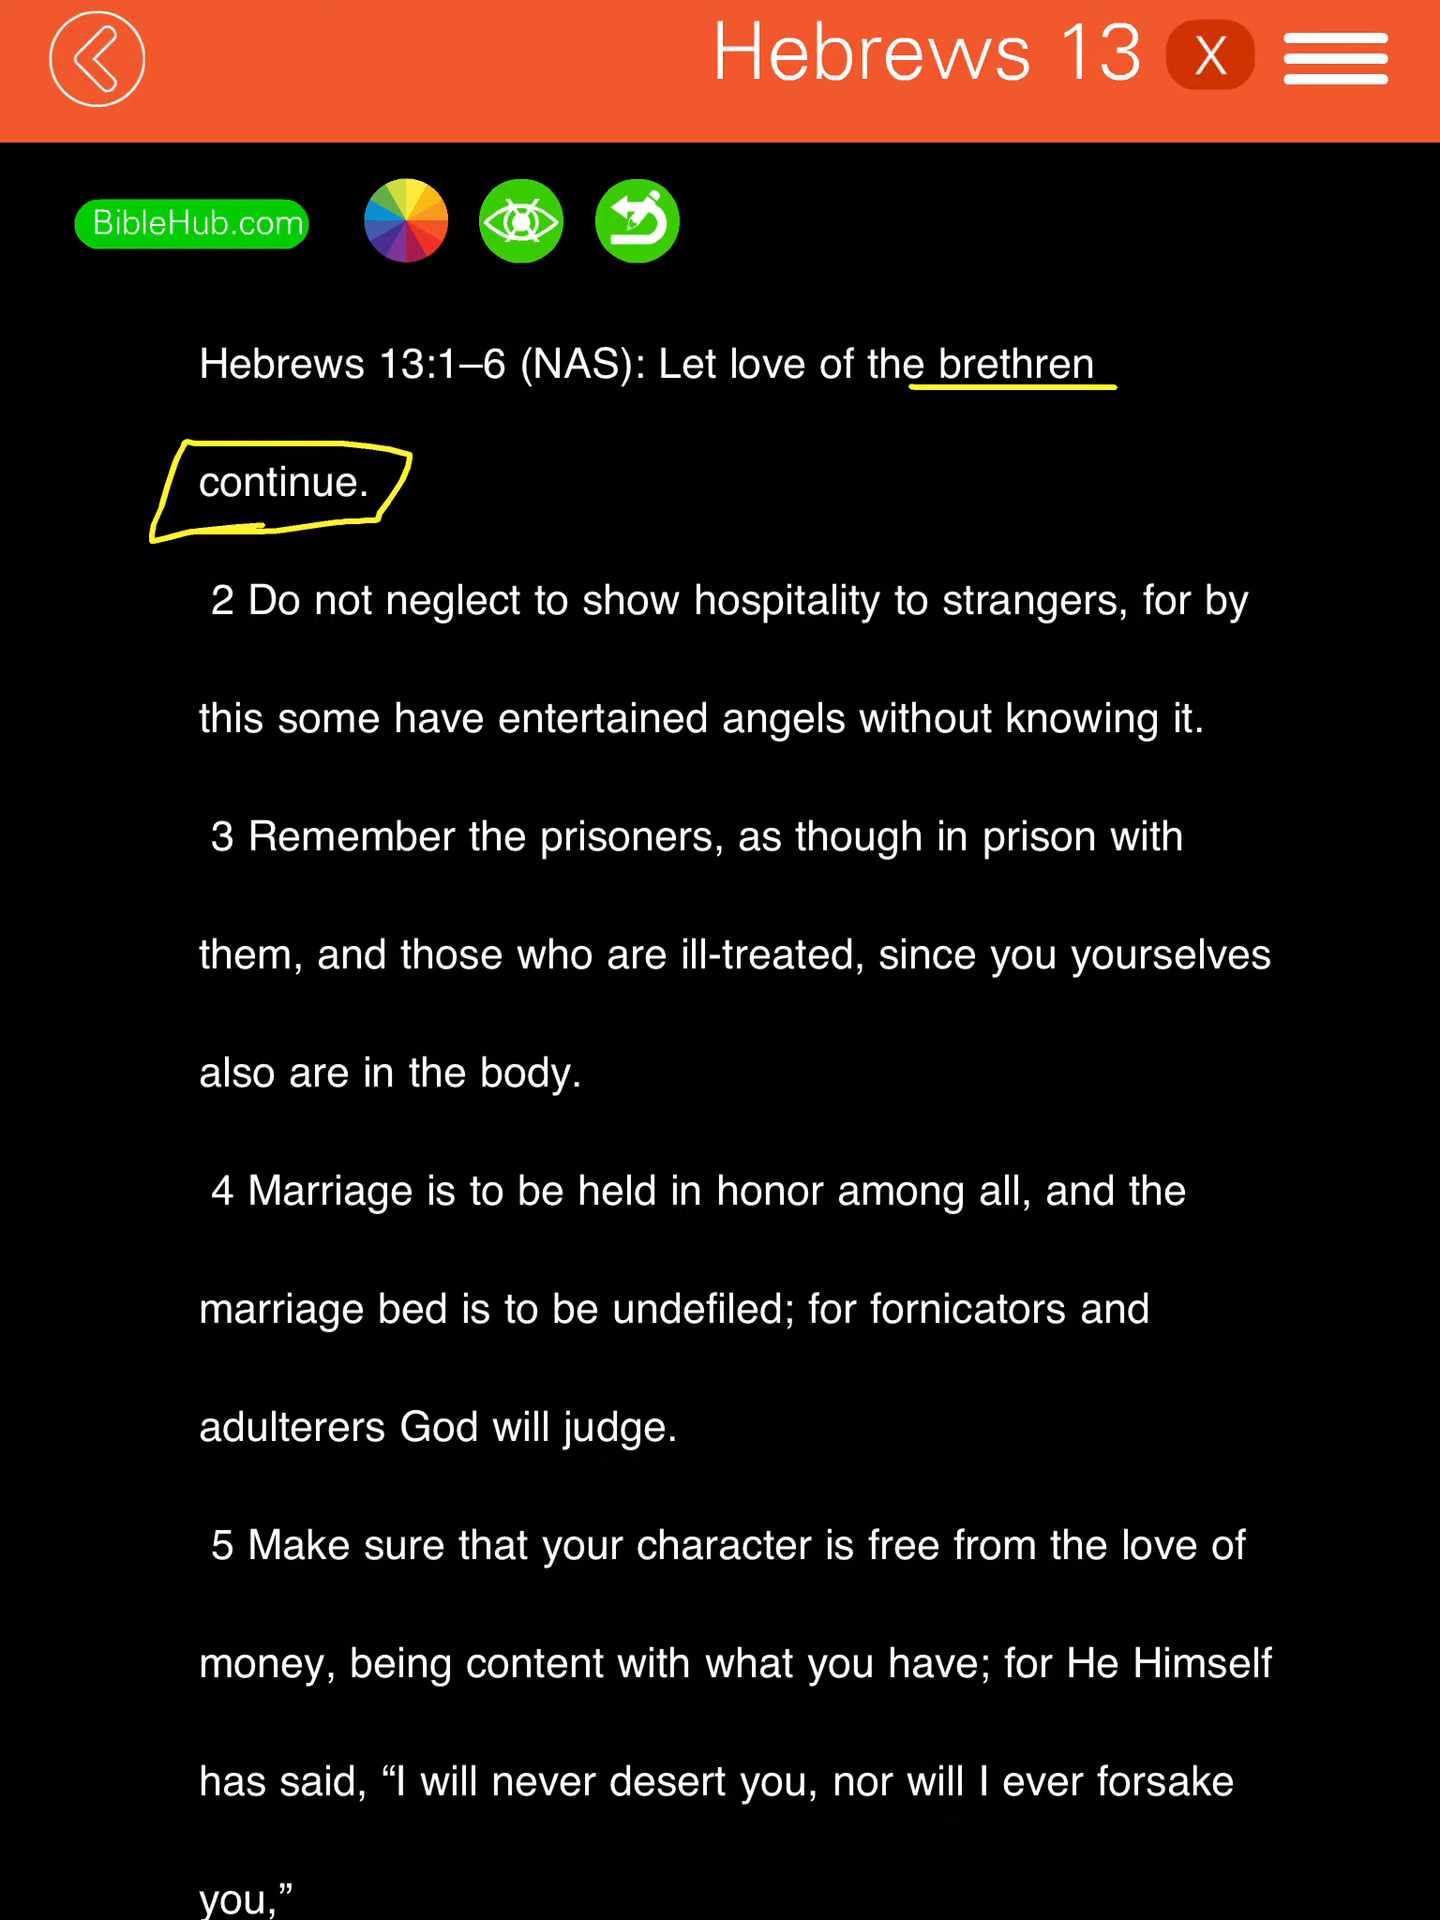 Hebrews 13 X
BibleHub.com
Hebrews 13:1–6 (NAS): Let love of the brethren
continue.
2 Do not neglect to show hospitality to strangers, for by
this some have entertained angels without knowing it.
3 Remember the prisoners, as though in prison with
them, and those who are ill-treated, since you yourselves
also are in the body.
4 Marriage is to be held in honor among all, and the
marriage bed is to be undefiled; for fornicators and
adulterers God will judge.
5 Make sure that your character is free from the love of
money, being content with what you have; for He Himself
has said, “I will never desert you, nor will I ever forsake
you,”